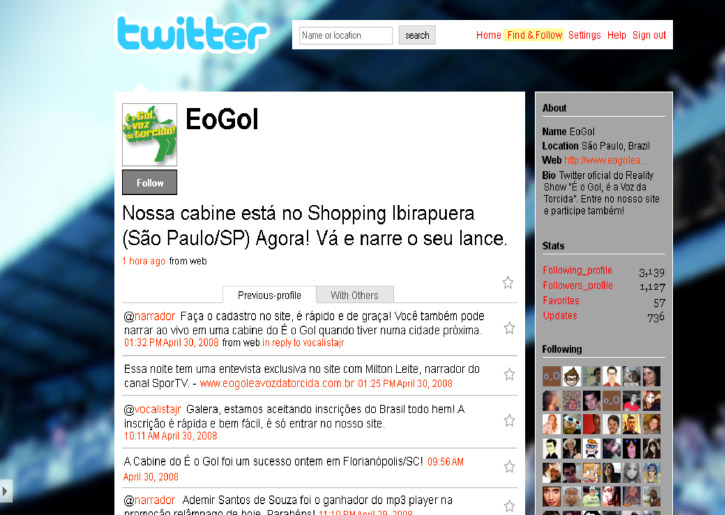 twitter
Name or location
search
Home Find & Follow Settings Help Sign out
É o Gol,
é a voz
da
torcida!
EoGol
Follow
Nossa cabine está no Shopping Ibirapuera
(São Paulo/SP) Agora! Vá e narre o seu lance.
1 hora ago from web
Previous-profile With Others
@narrador Faça o cadastro no site, é rápido e de graça! Você também pode
narrar ao vivo em uma cabine do É o Gol quando tiver numa cidade próxima.
01:32 PM April 30, 2008 from web in reply to vocalistajr
Essa noite tem uma entevista exclusiva no site com Milton Leite, narrador do
canal SporTV. - www.eogoleavozdatorcida.com.br 01:25 PM April 30, 2008
@vocalistajr Galera, estamos aceitando inscrições do Brasil todo hem! A
inscrição é rápida e bem fácil, é só entrar no nosso site.
10:11 AM April 30, 2008
A Cabine do É o Gol foi um sucesso ontem em Florianópolis/SC! 09:56 AM
April 30, 2008
@narrador Ademir Santos de Souza foi o ganhador do mp3 player na
promoção relâmpago de hoje. Parabéns! 11:10 PM April 29, 2008
About
Name EoGol
Location São Paulo, Brazil
Web http://www.eogolea...
Bio Twitter oficial do Reality
Show "É o Gol, é a Voz da
Torcida". Entre no nosso site
e participe também!
Stats
Following_profile 3,139
Followers_profile 1,127
Favorites 57
Updates 736
Following
o_O
o_O